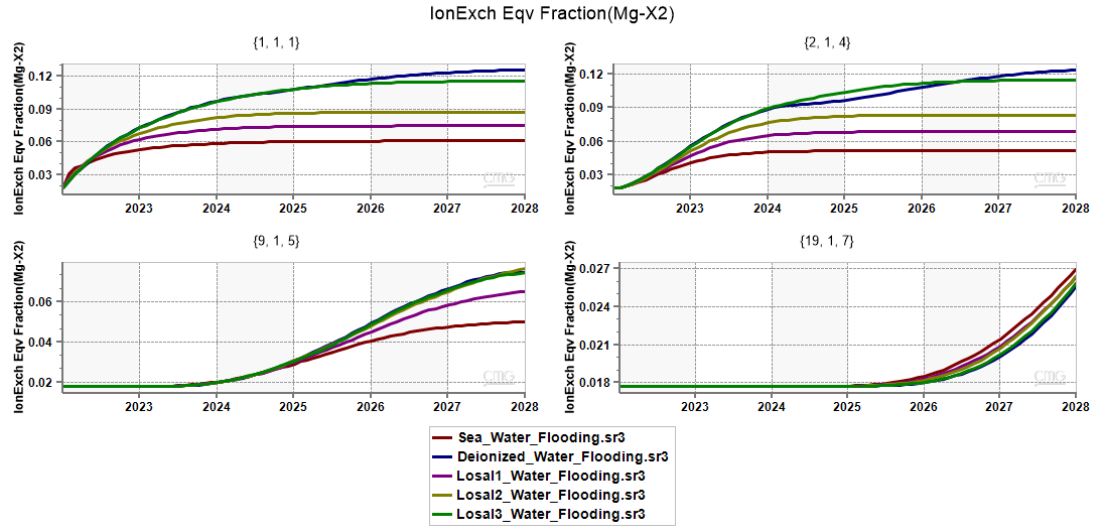 IonExch Eqv Fraction(Mg-X2)
{1, 1, 1}
IonExch Eqv Fraction(Mg-X2)
0.12
0.09
0.06
0.03
CMG
2023 2024 2025 2026 2027 2028
{2, 1, 4}
IonExch Eqv Fraction(Mg-X2)
0.12
0.09
0.06
0.03
CMG
2023 2024 2025 2026 2027 2028
{9, 1, 5}
IonExch Eqv Fraction(Mg-X2)
0.06
0.04
0.02
CMG
2023 2024 2025 2026 2027 2028
{19, 1, 7}
IonExch Eqv Fraction(Mg-X2)
0.027
0.024
0.021
0.018
CMG
2023 2024 2025 2026 2027 2028
Sea_Water_Flooding.sr3
Deionized_Water_Flooding.sr3
Losal1_Water_Flooding.sr3
Losal2_Water_Flooding.sr3
Losal3_Water_Flooding.sr3